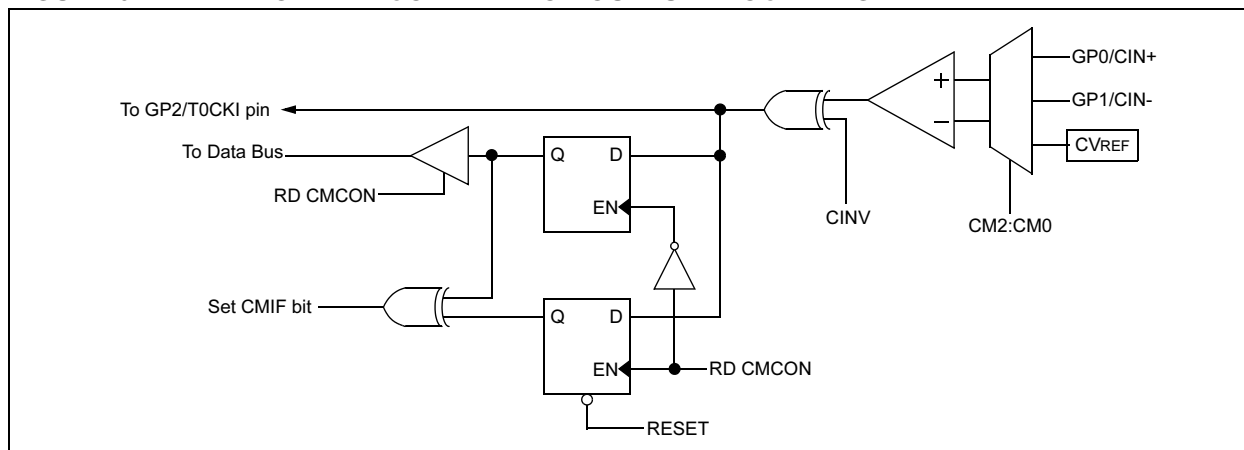 GP0/CIN+
To GP2/T0CKI pin
+
GP1/CIN-
−
To Data Bus
Q D
CVREF
RD CMCON
EN
CINV
CM2:CM0
Set CMIF bit
Q D
EN
RD CMCON
RESET